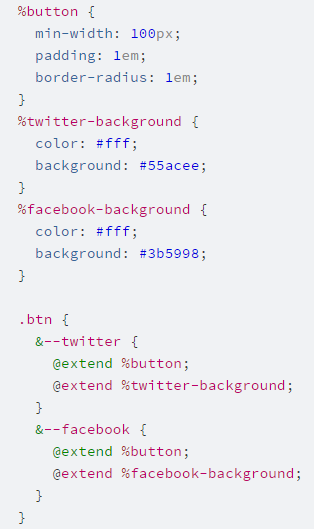 %button {
  min-width: 100px;
  padding: 1em;
  border-radius: 1em;
}
%twitter-background {
  color: #fff;
  background: #55acee;
}
%facebook-background {
  color: #fff;
  background: #3b5998;
}

.btn {
  &--twitter {
    @extend %button;
    @extend %twitter-background;
  }
  &--facebook {
    @extend %button;
    @extend %facebook-background;
  }
}